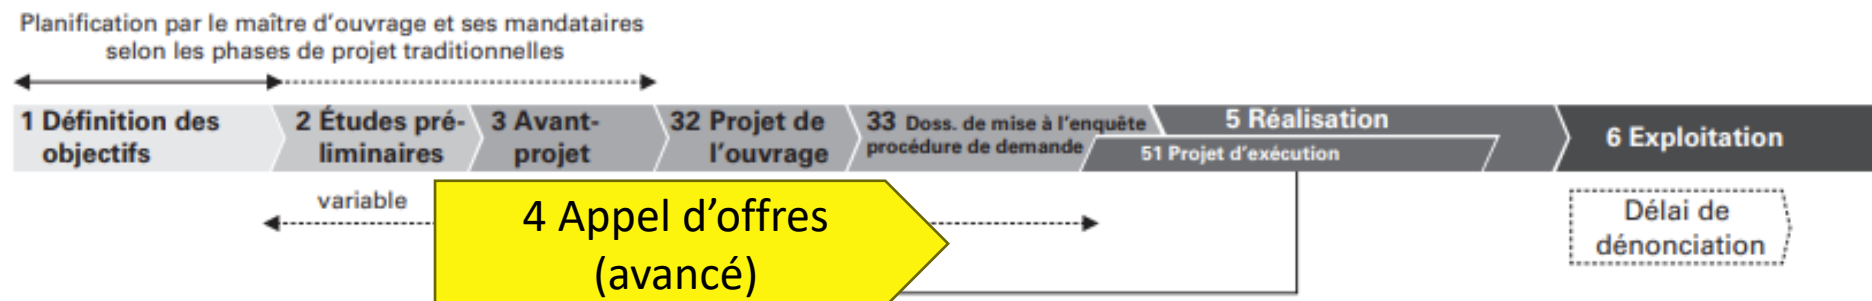 Planification par le maître d'ouvrage et ses mandataires
selon les phases de projet traditionnelles
1 Définition des
objectifs
2 Études pré-
liminaires
3 Avant-
projet
32 Projet de
l'ouvrage
33 Doss. de mise à l'enquête
procédure de demande
5 Réalisation
51 Projet d'exécution
6 Exploitation
variable
4 Appel d'offres
(avancé)
Délai de
dénonciation